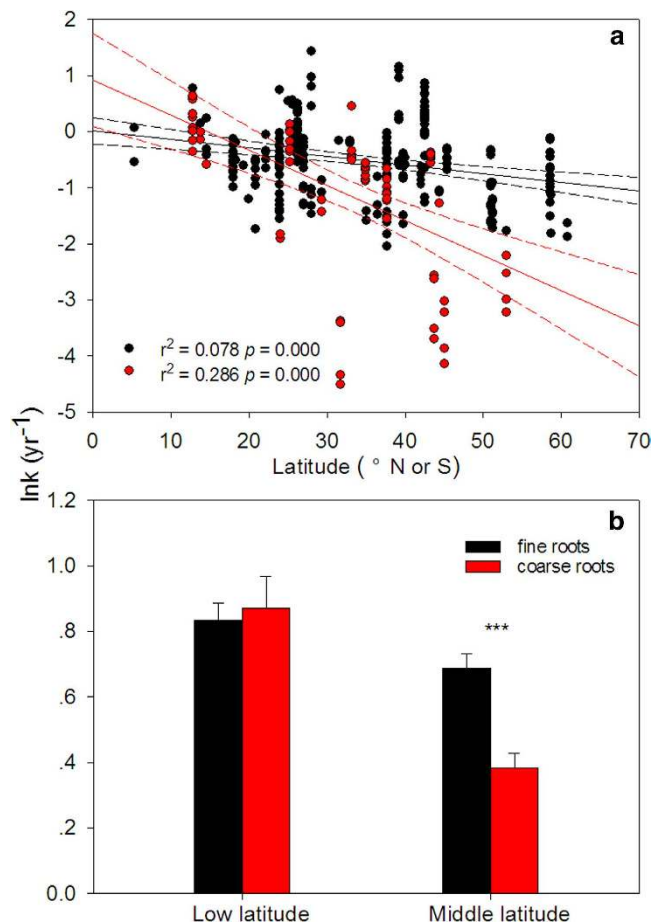 a
2
1
0
-1
-2
-3
-4
-5
r² = 0.078 p = 0.000
r² = 0.286 p = 0.000
0 10 20 30 40 50 60 70
Latitude ( ° N or S)
lnk (yr⁻¹)
b
1.2
1.0
.8
.6
.4
.2
0.0
fine roots
coarse roots
***
Low latitude Middle latitude